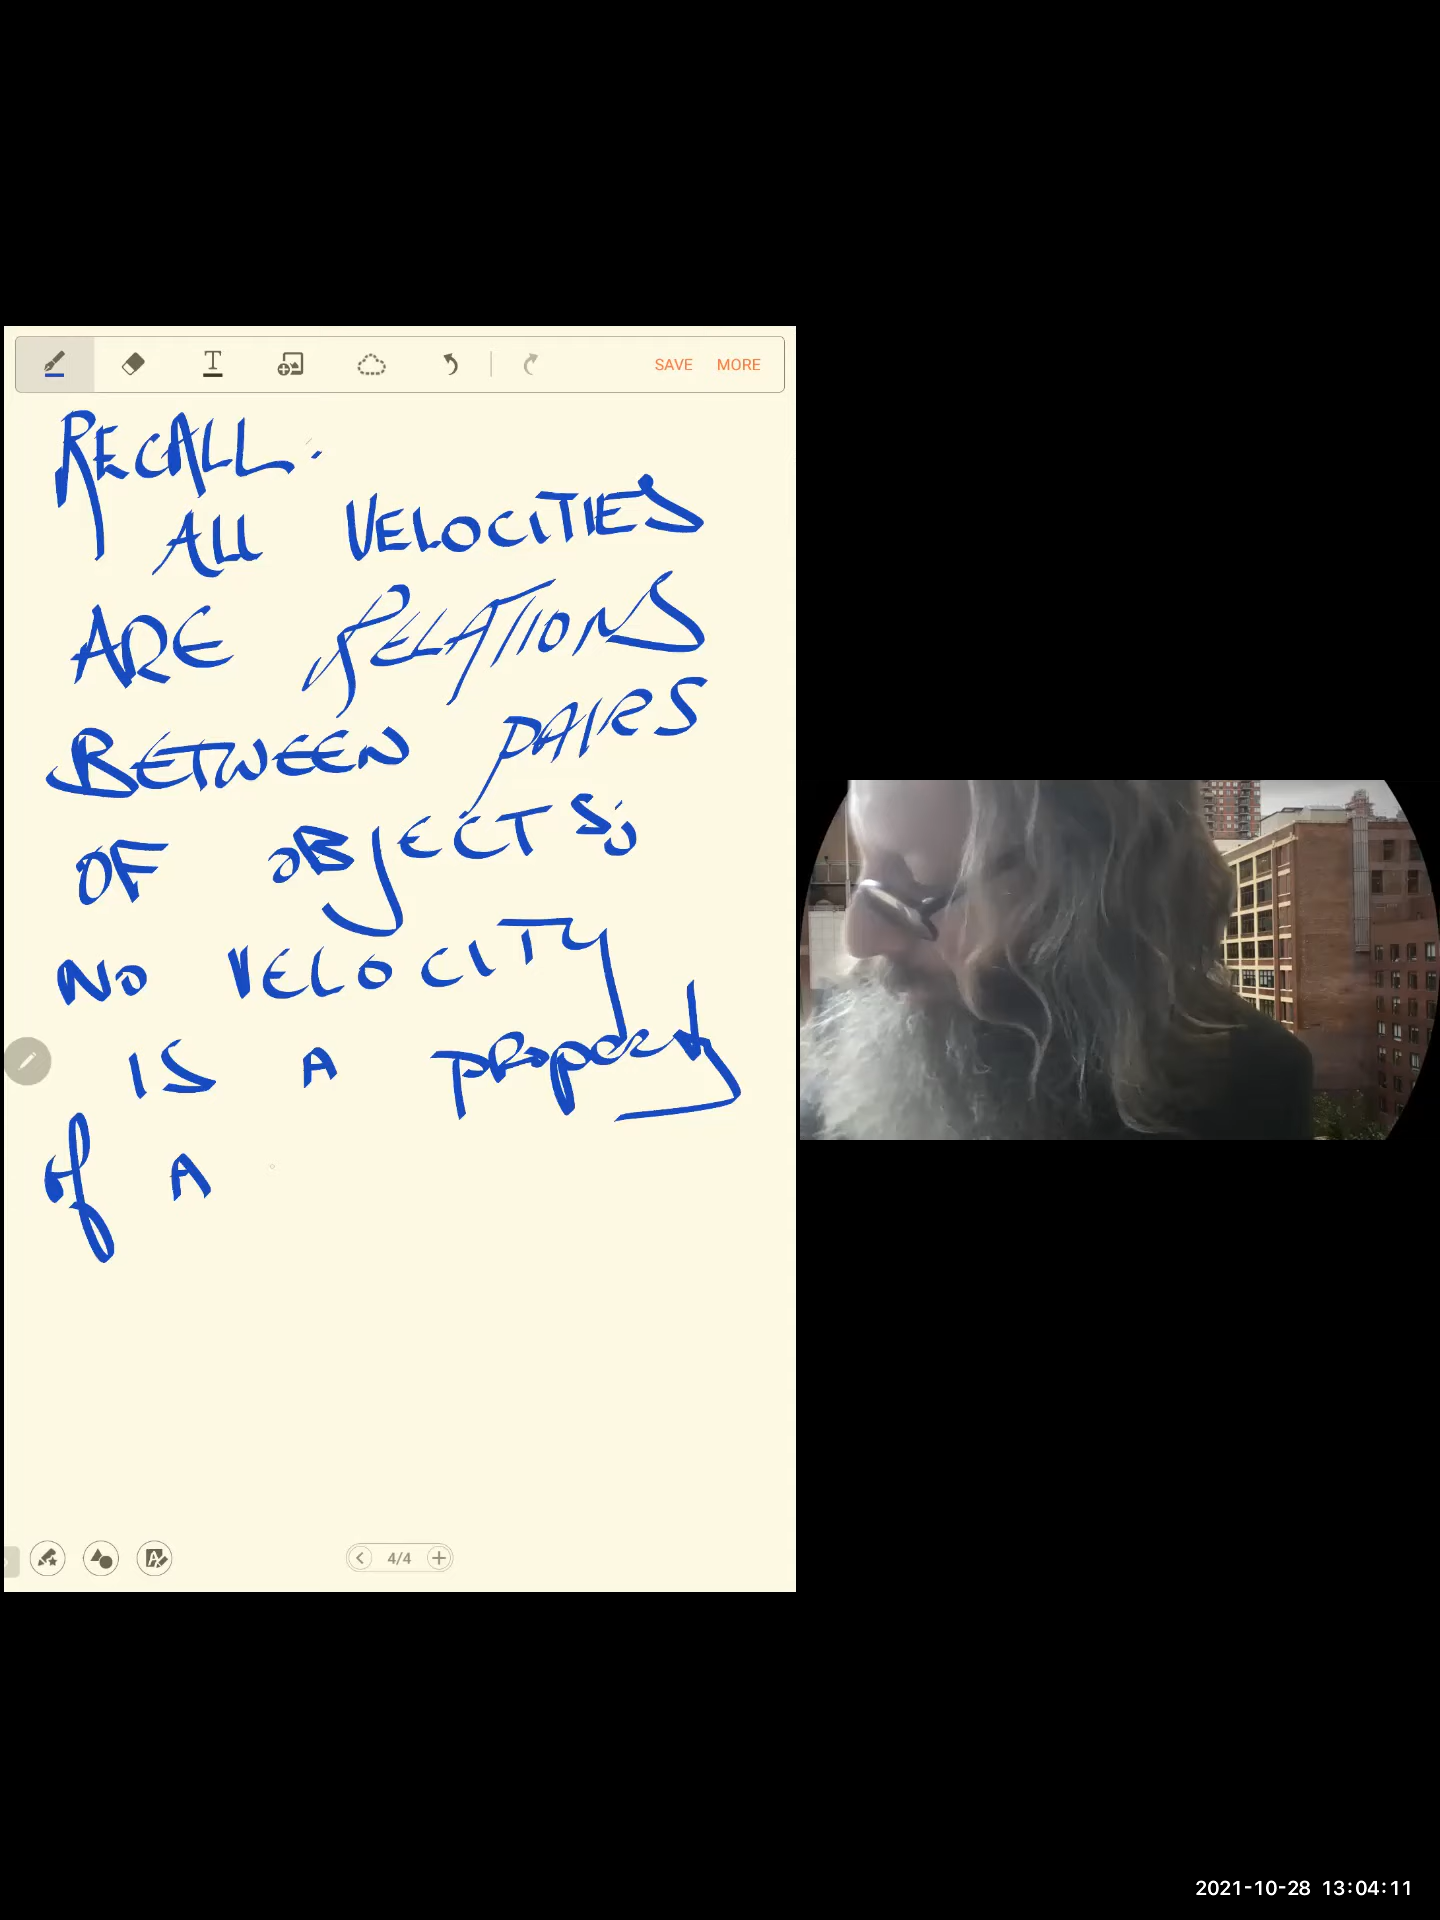 SAVE MORE
RECALL.
ALL VELOCITIES
ARE RELATIONS
BETWEEN PAIRS
OF OBJECTS;
NO VELOCITY
IS A property
of A
4/4
2021-10-28 13:04:11